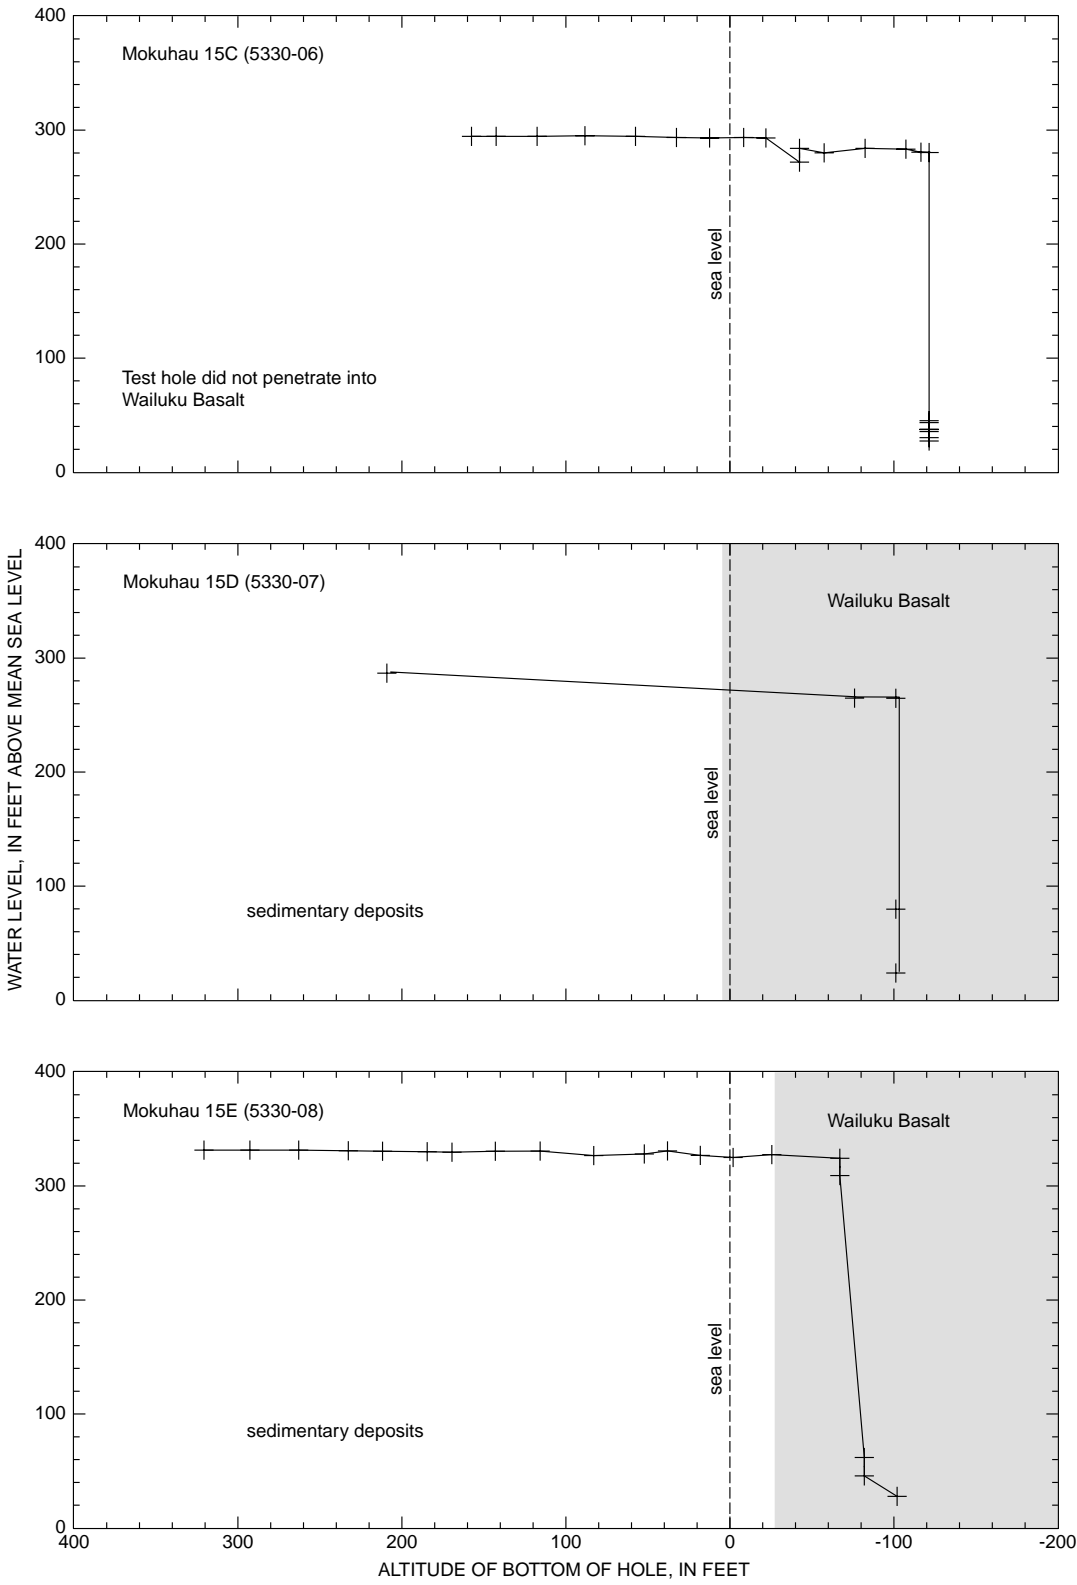 400
Mokuhau 15C (5330-06)
300
200
sea level
100
Test hole did not penetrate into
Wailuku Basalt
0
WATER LEVEL, IN FEET ABOVE MEAN SEA LEVEL
400
Mokuhau 15D (5330-07)
Wailuku Basalt
300
200
sea level
100
sedimentary deposits
0
400
Mokuhau 15E (5330-08)
Wailuku Basalt
300
200
sea level
100
sedimentary deposits
0
400 300 200 100 0 -100 -200
ALTITUDE OF BOTTOM OF HOLE, IN FEET